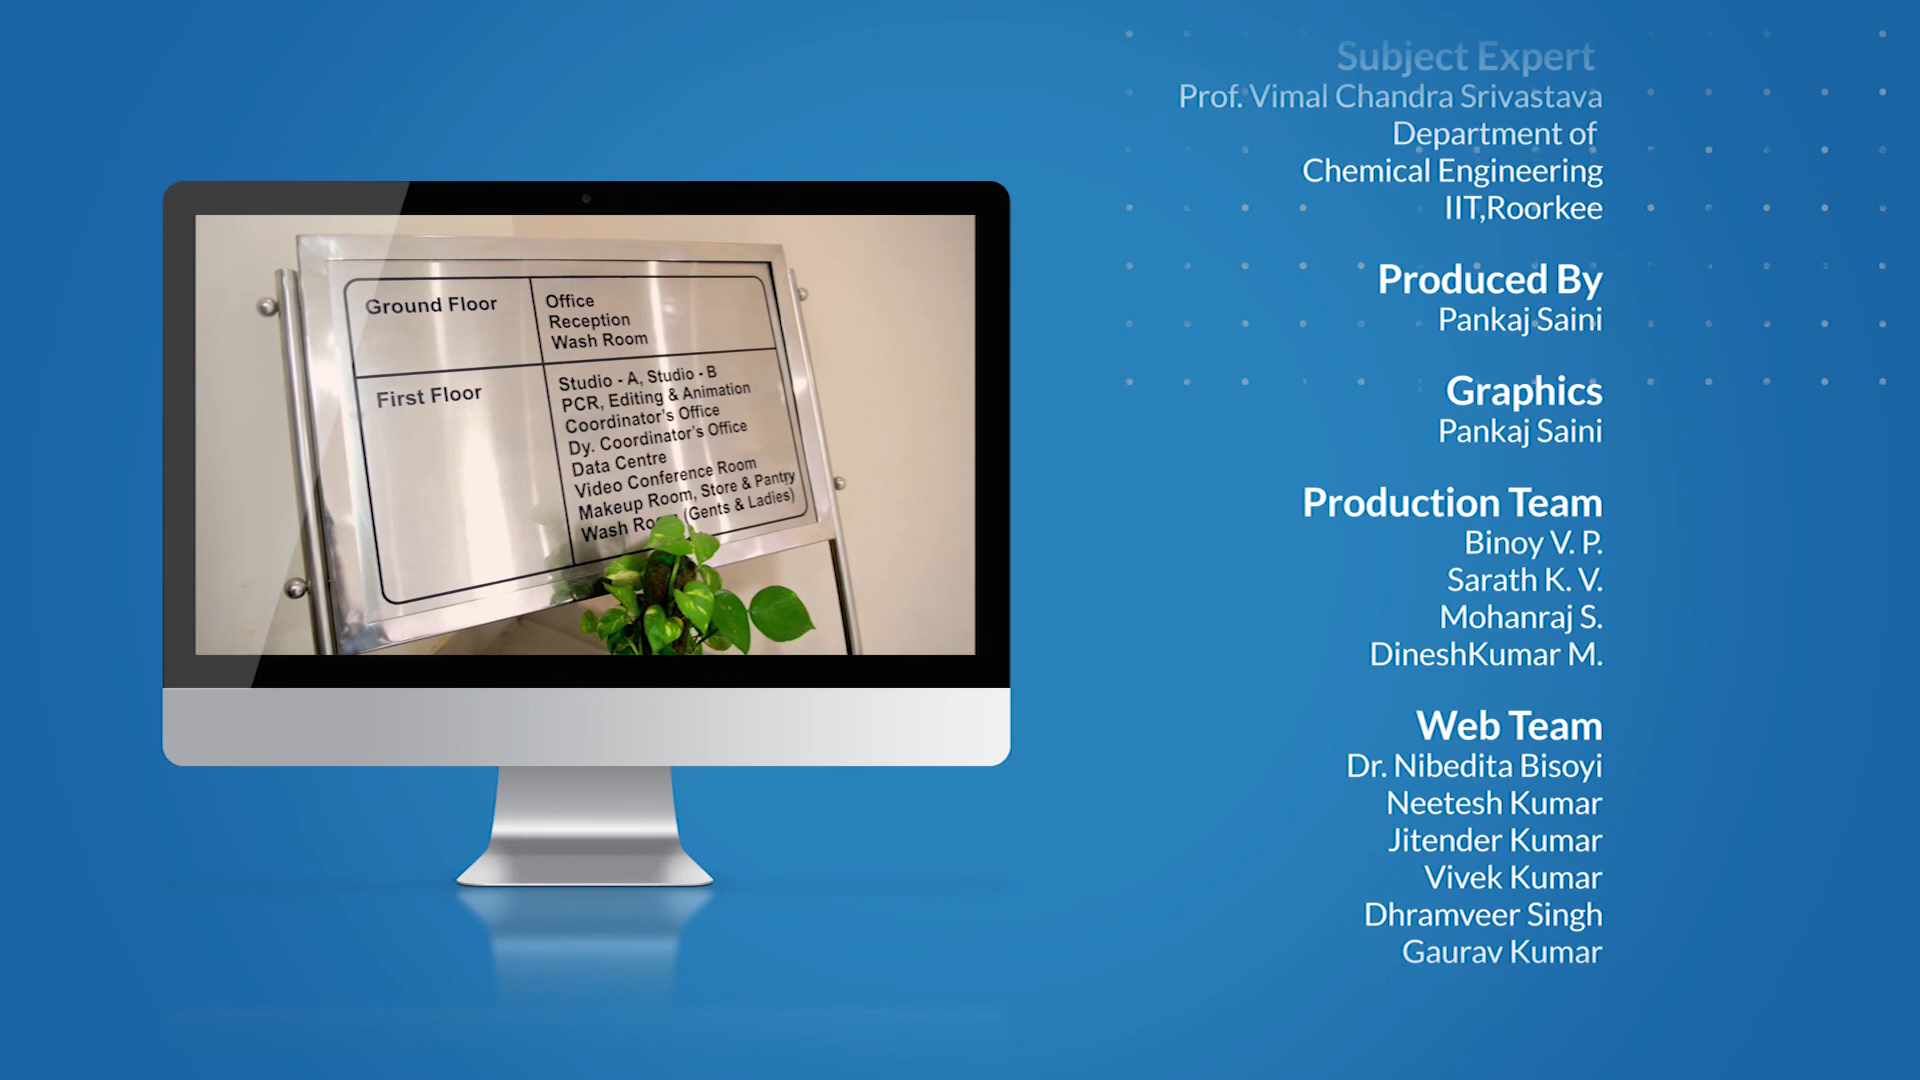 Ground Floor
Office
Reception
Wash Room
First Floor
Studio - A, Studio - B
PCR, Editing & Animation
Coordinator's Office
Dy. Coordinator's Office
Data Centre
Video Conference Room
Makeup Room, Store & Pantry
Wash (Gents & Ladies)
Subject Expert
Prof. Vimal Chandra Srivastava
Department of
Chemical Engineering
IIT,Roorkee
Produced By
Pankaj Saini
Graphics
Pankaj Saini
Production Team
Binoy V. P.
Sarath K. V.
Mohanraj S.
DineshKumar M.
Web Team
Dr. Nibedita Bisoyi
Neetesh Kumar
Jitender Kumar
Vivek Kumar
Dhramveer Singh
Gaurav Kumar